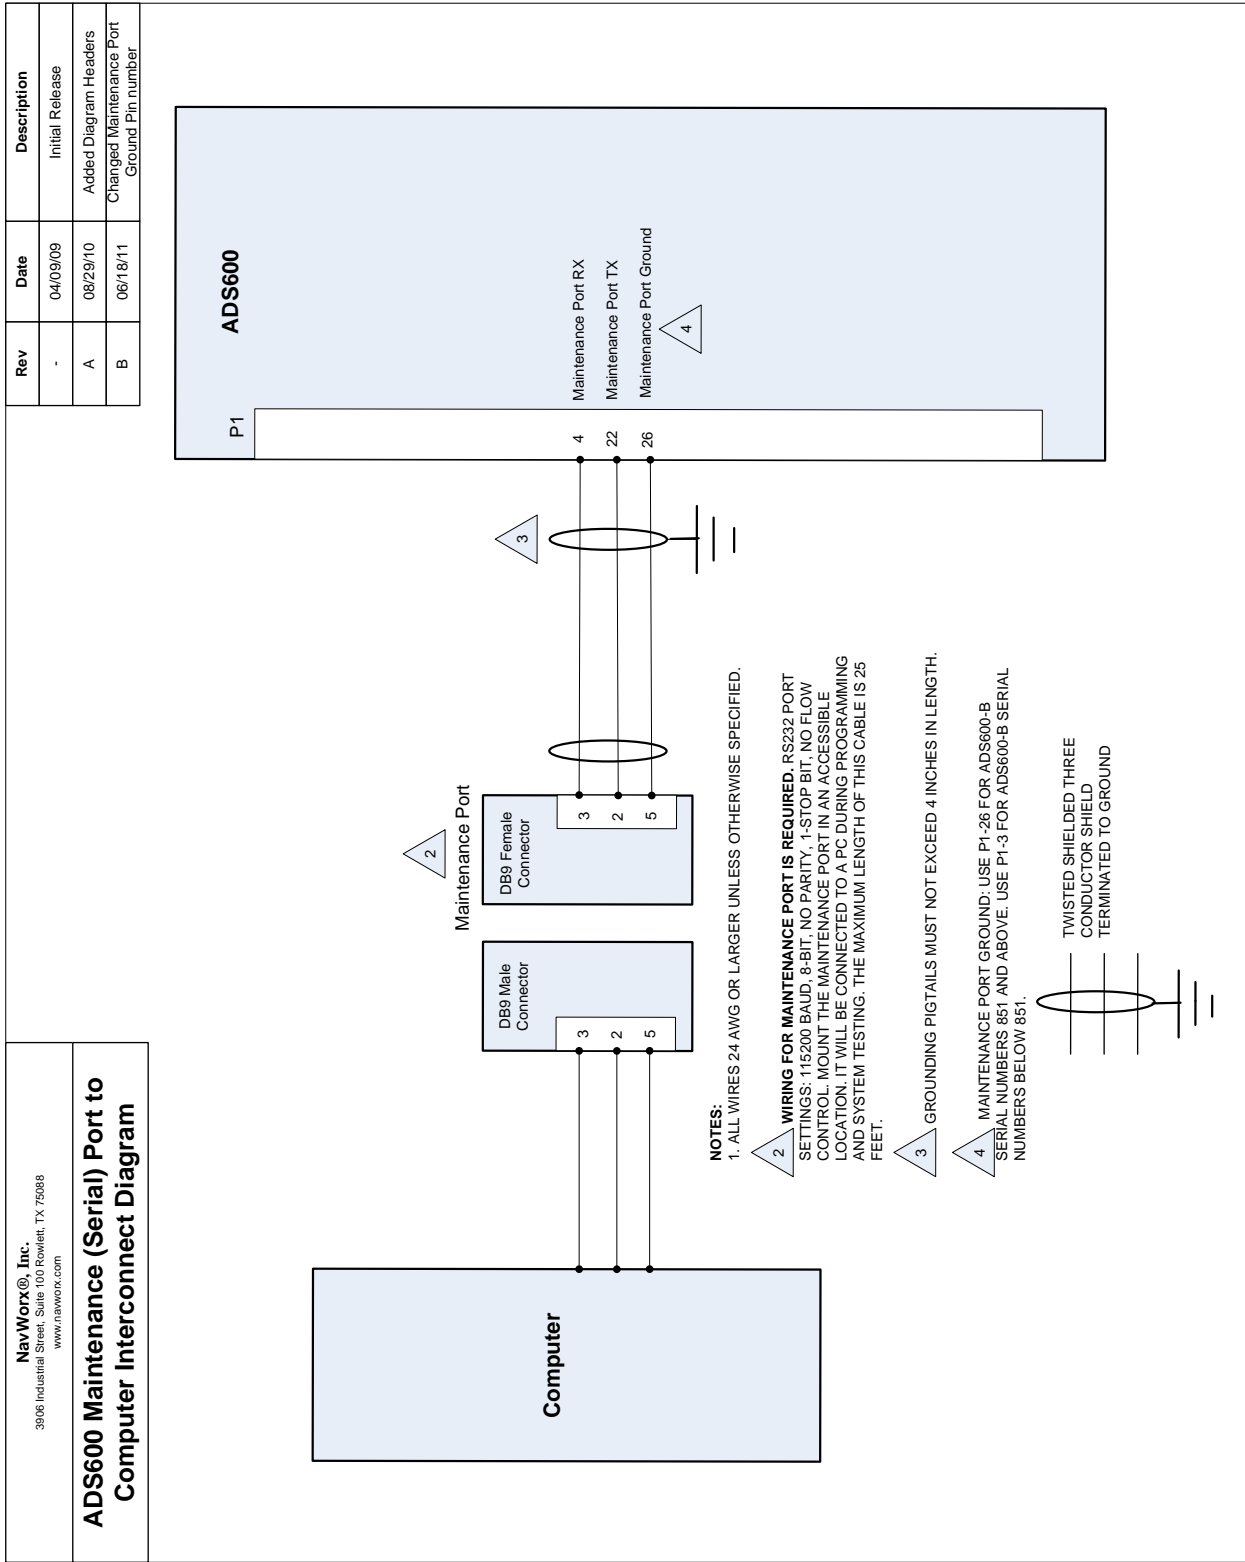 NavWorx®, Inc.
3906 Industrial Street, Suite 100 Rowlett, TX 75088
www.navworx.com
ADS600 Maintenance (Serial) Port to
Computer Interconnect Diagram
Rev Date Description
- 04/09/09 Initial Release
A 08/29/10 Added Diagram Headers
B 06/18/11 Changed Maintenance Port
Ground Pin number
Computer
DB9 Male
Connector
3
2
5
2
Maintenance Port
DB9 Female
Connector
3
2
5
3
P1
ADS600
4 Maintenance Port RX
22 Maintenance Port TX
26 Maintenance Port Ground
4
NOTES:
1. ALL WIRES 24 AWG OR LARGER UNLESS OTHERWISE SPECIFIED.
2 WIRING FOR MAINTENANCE PORT IS REQUIRED. RS232 PORT
SETTINGS: 115200 BAUD, 8-BIT, NO PARITY, 1-STOP BIT, NO FLOW
CONTROL. MOUNT THE MAINTENANCE PORT IN AN ACCESSIBLE
LOCATION. IT WILL BE CONNECTED TO A PC DURING PROGRAMMING
AND SYSTEM TESTING. THE MAXIMUM LENGTH OF THIS CABLE IS 25
FEET.
3 GROUNDING PIGTAILS MUST NOT EXCEED 4 INCHES IN LENGTH.
4 MAINTENANCE PORT GROUND: USE P1-26 FOR ADS600-B
SERIAL NUMBERS 851 AND ABOVE. USE P1-3 FOR ADS600-B SERIAL
NUMBERS BELOW 851.
TWISTED SHIELDED THREE
CONDUCTOR SHIELD
TERMINATED TO GROUND